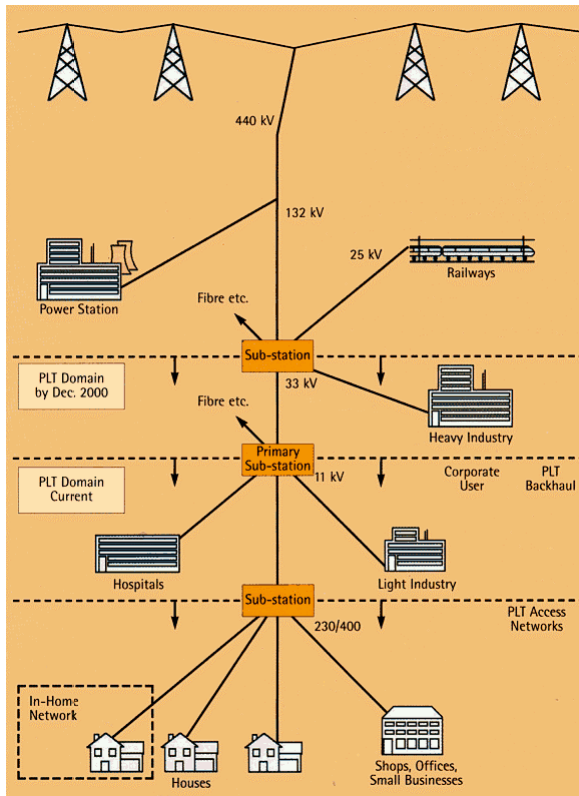 440 kV
132 kV
25 kV
Railways
Power Station
Fibre etc.
Sub-station
PLT Domain
by Dec. 2000
33 kV
Fibre etc.
Heavy Industry
Primary
Sub-station
11 kV
Corporate
User
PLT
Backhaul
PLT Domain
Current
Hospitals
Light Industry
Sub-station
PLT Access
Networks
230/400
In-Home
Network
Houses
Shops, Offices,
Small Businesses